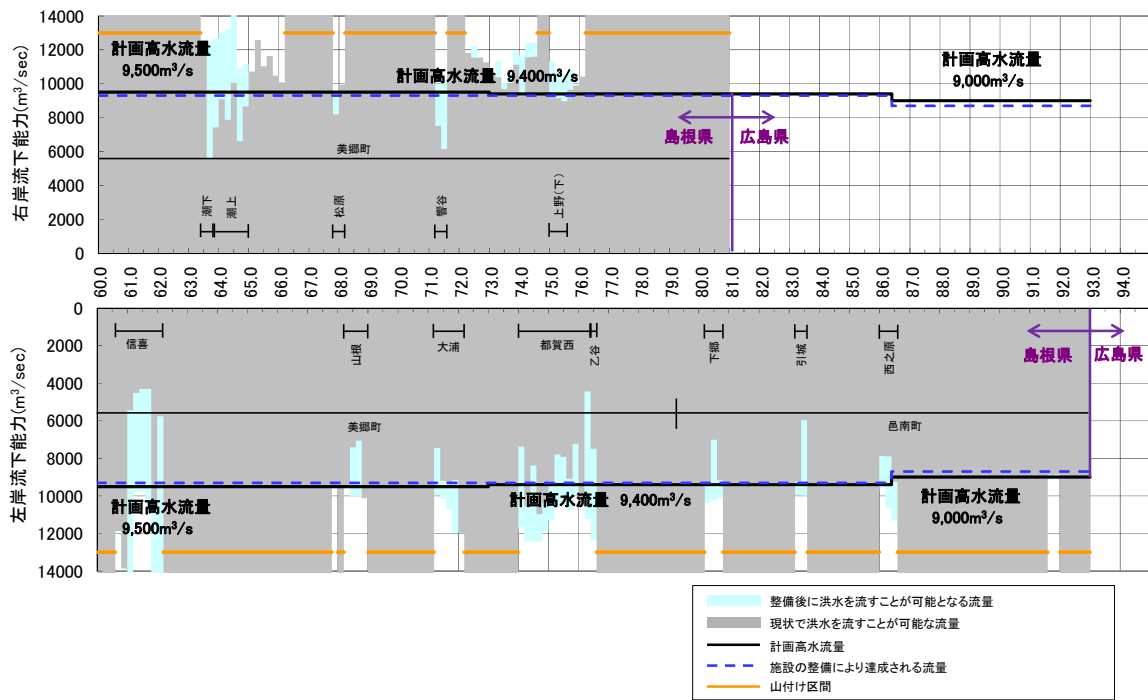 右岸流下能力(m³/sec)
14000
12000
10000
8000
6000
4000
2000
0
計画高水流量
9,500m³/s
計画高水流量 9,400m³/s
計画高水流量
9,000m³/s
島根県 広島県
美郷町
潮下
潮上
松原
響谷
上野(下)
60.0
61.0
62.0
63.0
64.0
65.0
66.0
67.0
68.0
69.0
70.0
71.0
72.0
73.0
74.0
75.0
76.0
77.0
78.0
79.0
80.0
81.0
82.0
83.0
84.0
85.0
86.0
87.0
88.0
89.0
90.0
91.0
92.0
93.0
94.0
左岸流下能力(m³/sec)
0
2000
4000
6000
8000
10000
12000
14000
信喜
山根
大浦
都賀西
乙谷
下郷
引城
西之原
島根県 広島県
美郷町
邑南町
計画高水流量
9,500m³/s
計画高水流量 9,400m³/s
計画高水流量
9,000m³/s
整備後に洪水を流すことが可能となる流量
現状で洪水を流すことが可能な流量
計画高水流量
施設の整備により達成される流量
山付け区間